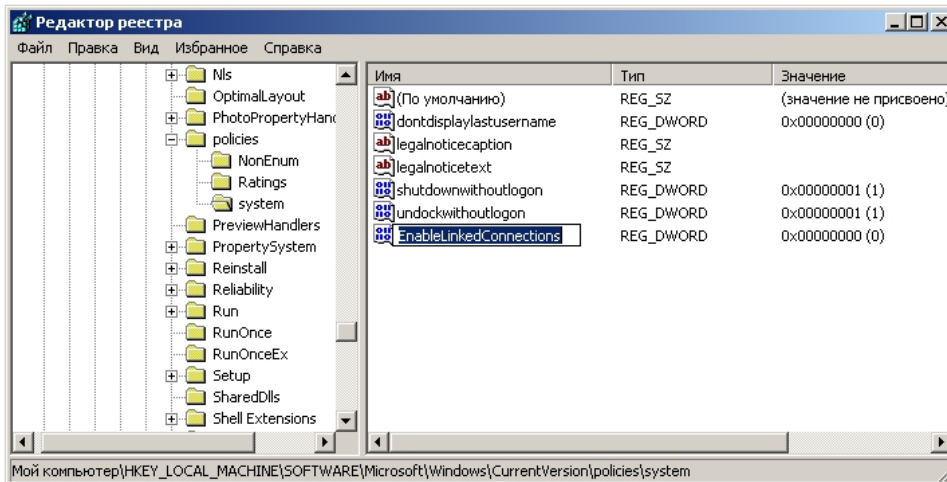 Редактор реестра
Файл Правка Вид Избранное Справка
Nls
OptimalLayout
PhotoPropertyHand
policies
NonEnum
Ratings
system
PreviewHandlers
PropertySystem
Reinstall
Reliability
Run
RunOnce
RunOnceEx
Setup
SharedDlls
Shell Extensions
Имя Тип Значение
(По умолчанию) REG_SZ (значение не присвоено)
dontdisplaylastusername REG_DWORD 0x00000000 (0)
legalnoticecaption REG_SZ
legalnoticetext REG_SZ
shutdownwithoutlogon REG_DWORD 0x00000001 (1)
undockwithoutlogon REG_DWORD 0x00000001 (1)
EnableLinkedConnections REG_DWORD 0x00000000 (0)
Мой компьютер\HKEY_LOCAL_MACHINE\SOFTWARE\Microsoft\Windows\CurrentVersion\policies\system